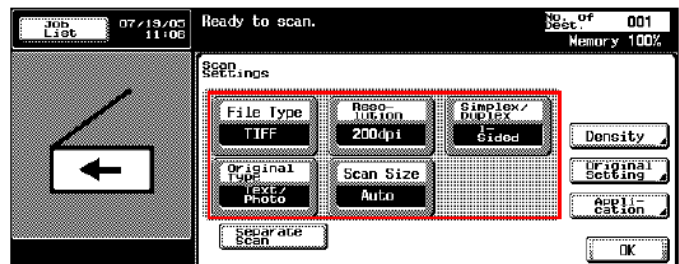 Job
List
07/19/05
11:06
Ready to scan.
No. of
Dest.
001
Memory 100%
Scan
Settings
File Type
TIFF
Reso-
lution
200dpi
Simplex/
Duplex
1-
Sided
Density
Original
Type
Text/
Photo
Scan Size
Auto
Original
Setting
Appli-
cation
Separate
Scan
OK